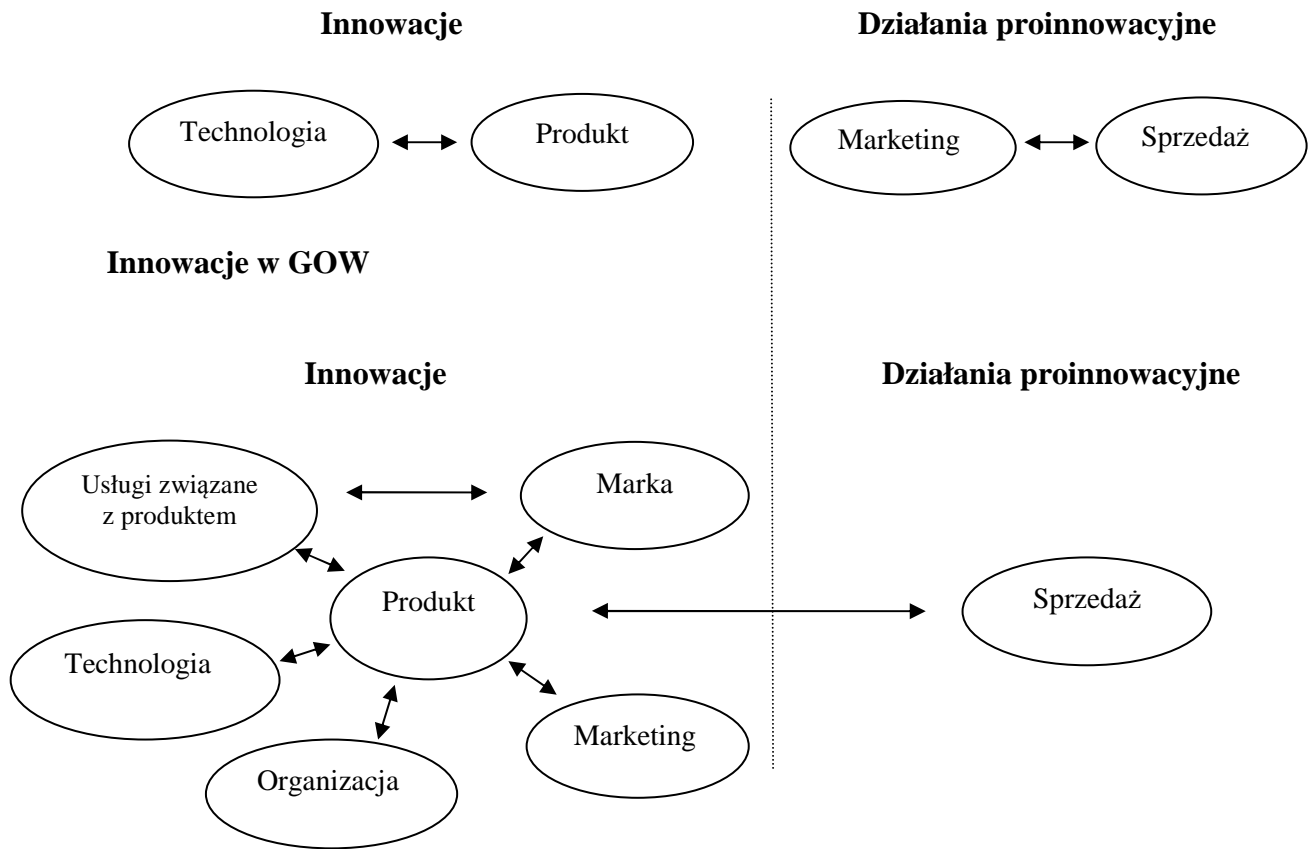 Innowacje
Działania proinnowacyjne
Technologia
Produkt
Marketing
Sprzedaż
Innowacje w GOW
Innowacje
Działania proinnowacyjne
Usługi związane
z produktem
Marka
Produkt
Sprzedaż
Technologia
Marketing
Organizacja